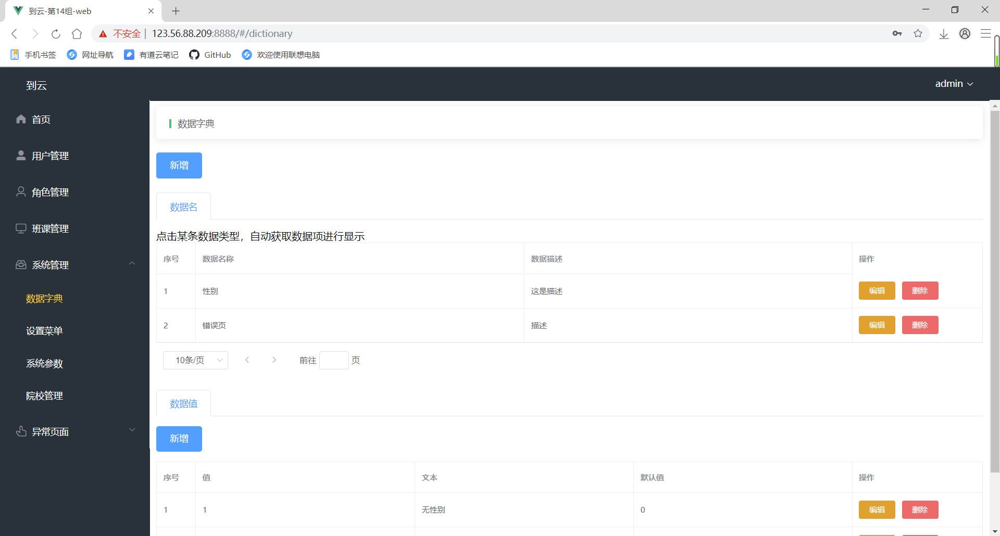 到云-第14组-web
不安全 | 123.56.88.209:8888/#/dictionary
手机书签 网址导航 有道云笔记 GitHub 欢迎使用联想电脑
到云 admin
首页
用户管理
角色管理
班课管理
系统管理
数据字典
设置菜单
系统参数
院校管理
异常页面
数据字典
新增
数据名
点击某条数据类型，自动获取数据项进行显示
序号 数据名称 数据描述 操作
1 性别 这是描述 编辑 删除
2 错误页 描述 编辑 删除
10条/页 前往 页
数据值
新增
序号 值 文本 默认值 操作
1 1 无性别 0 编辑 删除